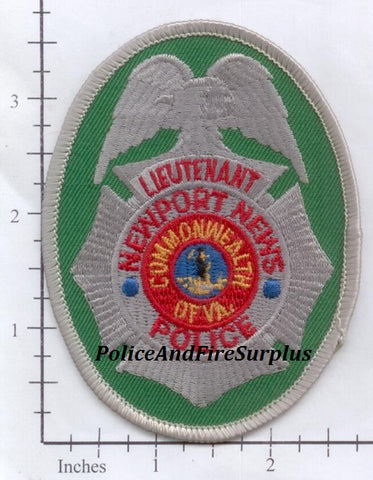 3
2
1
LIEUTENANT
NEWPORT NEWS
COMMONWEALTH
OF VA.
POLICE
PoliceAndFireSurplus
Inches
1
2